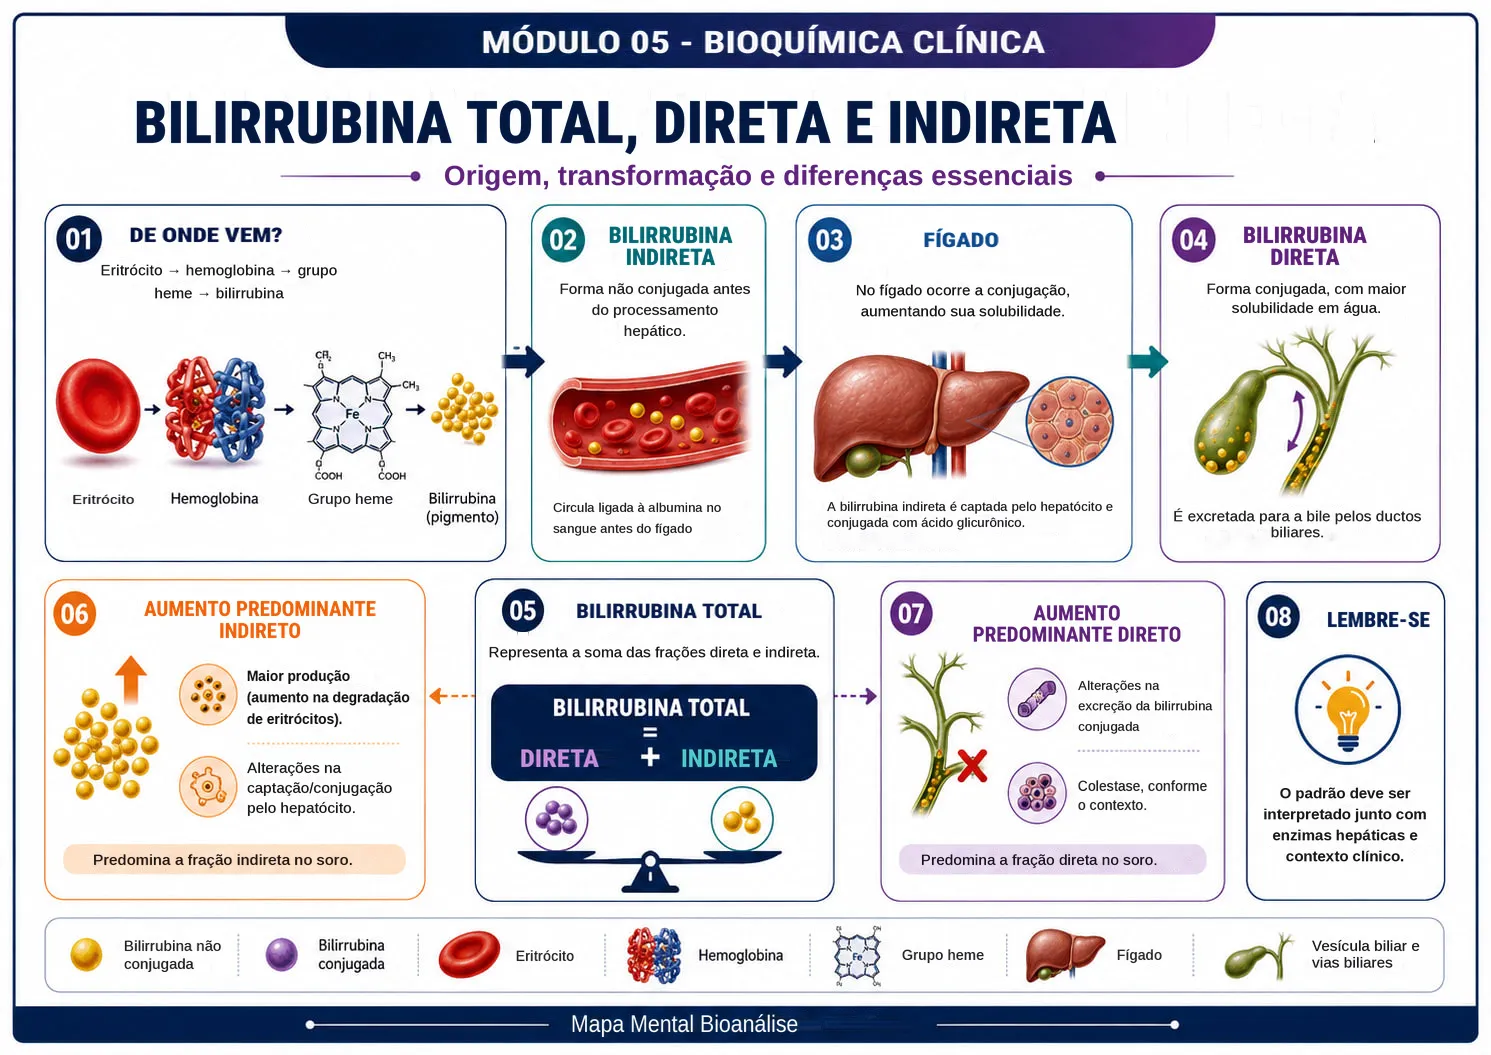 MÓDULO 05 - BIOQUÍMICA CLÍNICA
BILIRRUBINA TOTAL, DIRETA E INDIRETA
Origem, transformação e diferenças essenciais
01
DE ONDE VEM?
Eritrócito → hemoglobina → grupo
heme → bilirrubina
CH₃
CH₃
Fe
N
N
N
N
COOH
COOH
Eritrócito
Hemoglobina
Grupo heme
Bilirrubina
(pigmento)
02
BILIRRUBINA
INDIRETA
Forma não conjugada antes
do processamento
hepático.
Circula ligada à albumina no
sangue antes do fígado
03
FÍGADO
No fígado ocorre a conjugação,
aumentando sua solubilidade.
A bilirrubina indireta é captada pelo hepatócito e
conjugada com ácido glicurônico.
04
BILIRRUBINA
DIRETA
Forma conjugada, com maior
solubilidade em água.
É excretada para a bile pelos ductos
biliares.
06
AUMENTO PREDOMINANTE
INDIRETO
Maior produção
(aumento na degradação
de eritrócitos).
Alterações na
captação/conjugação
pelo hepatócito.
Predomina a fração indireta no soro.
05
BILIRRUBINA TOTAL
Representa a soma das frações direta e indireta.
BILIRRUBINA TOTAL
=
DIRETA + INDIRETA
07
AUMENTO
PREDOMINANTE DIRETO
Alterações na
excreção da bilirrubina
conjugada
Colestase, conforme
o contexto.
Predomina a fração direta no soro.
08
LEMBRE-SE
O padrão deve ser
interpretado junto com
enzimas hepáticas e
contexto clínico.
Bilirrubina não
conjugada
Bilirrubina
conjugada
Eritrócito
Hemoglobina
Fe
Grupo heme
Fígado
Vesícula biliar e
vias biliares
Mapa Mental Bioanálise